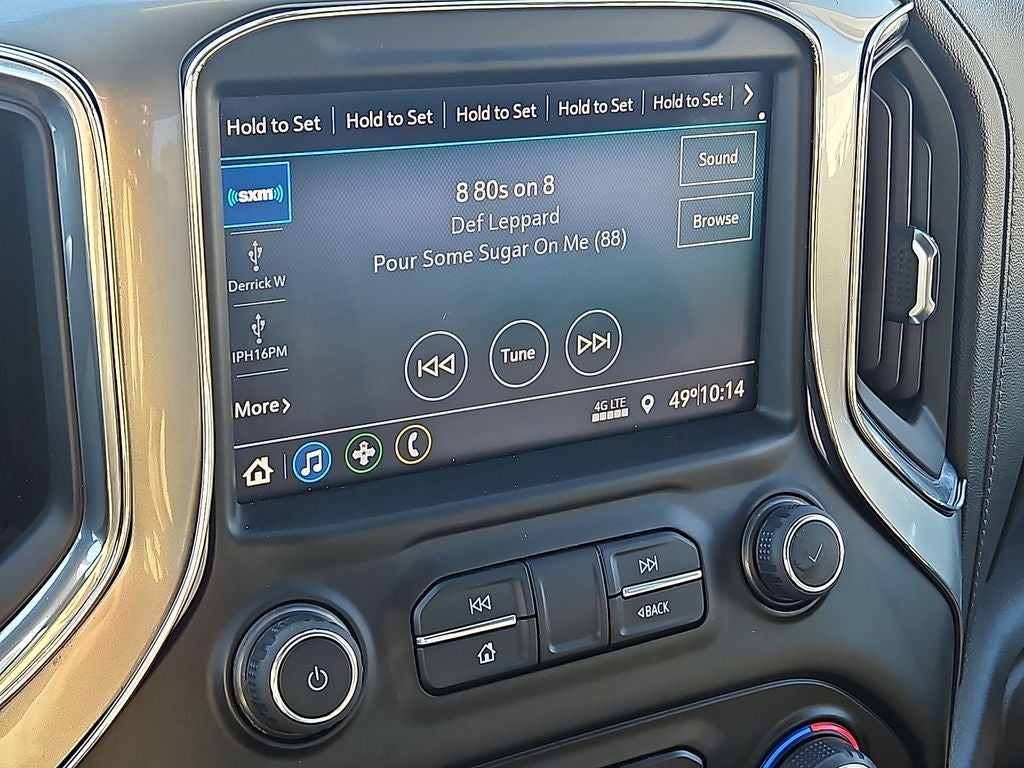 Hold to Set Hold to Set Hold to Set Hold to Set Hold to Set
sxm
Sound
8 80s on 8
Def Leppard
Browse
Pour Some Sugar On Me (88)
Derrick W
IPH16PM
Tune
More
4G LTE
49° 10:14
BACK